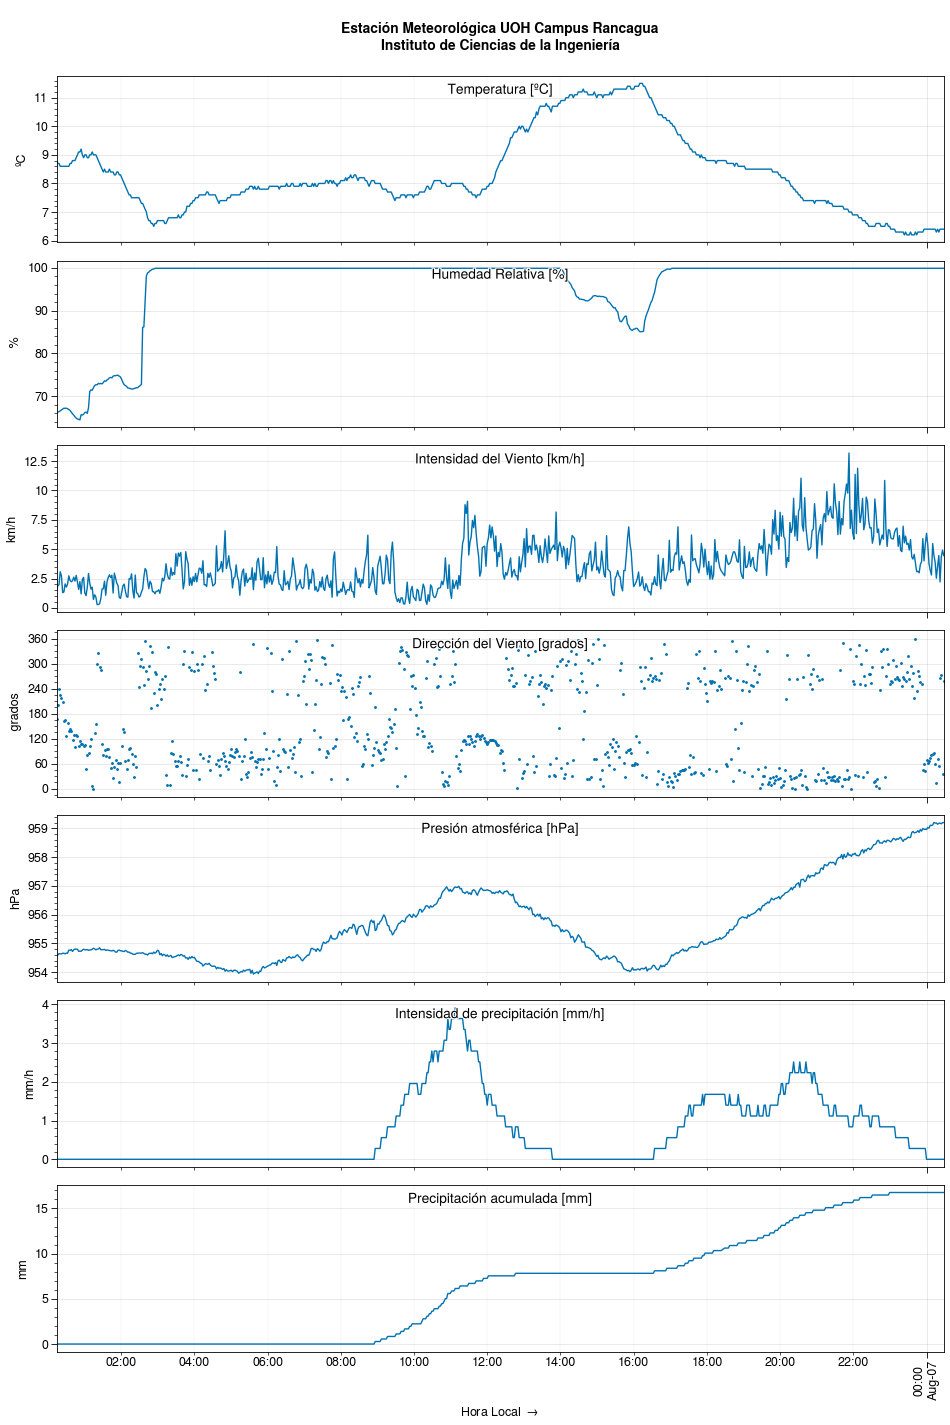 Estación Meteorológica UOH Campus Rancagua
Instituto de Ciencias de la Ingeniería
Temperatura [ºC]
ºC
11
10
9
8
7
6
Humedad Relativa [%]
%
100
90
80
70
Intensidad del Viento [km/h]
km/h
12.5
10
7.5
5
2.5
0
Dirección del Viento [grados]
grados
360
300
240
180
120
60
0
Presión atmosférica [hPa]
hPa
959
958
957
956
955
954
Intensidad de precipitación [mm/h]
mm/h
4
3
2
1
0
Precipitación acumulada [mm]
mm
15
10
5
0
02:00 04:00 06:00 08:00 10:00 12:00 14:00 16:00 18:00 20:00 22:00
00:00
Aug-07
Hora Local →